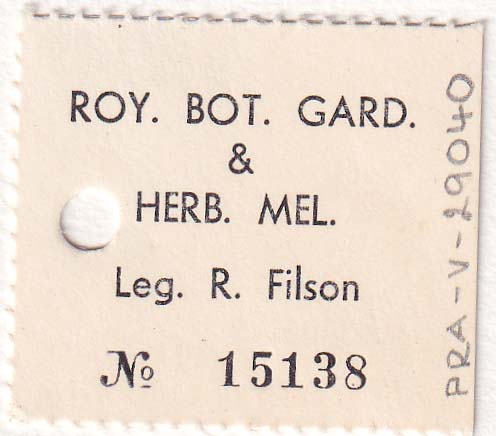 ROY. BOT. GARD.
&
HERB. MEL.
Leg. R. Filson
№ 15138
PRA-V-29040